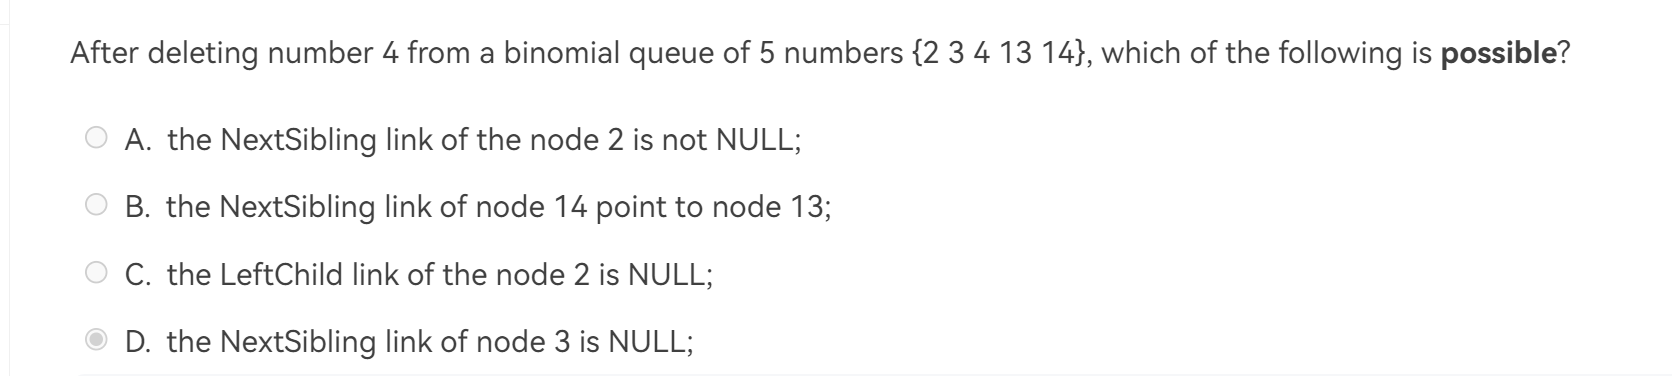 After deleting number 4 from a binomial queue of 5 numbers {2 3 4 13 14}, which of the following is possible?
A. the NextSibling link of the node 2 is not NULL;
B. the NextSibling link of node 14 point to node 13;
C. the LeftChild link of the node 2 is NULL;
D. the NextSibling link of node 3 is NULL;